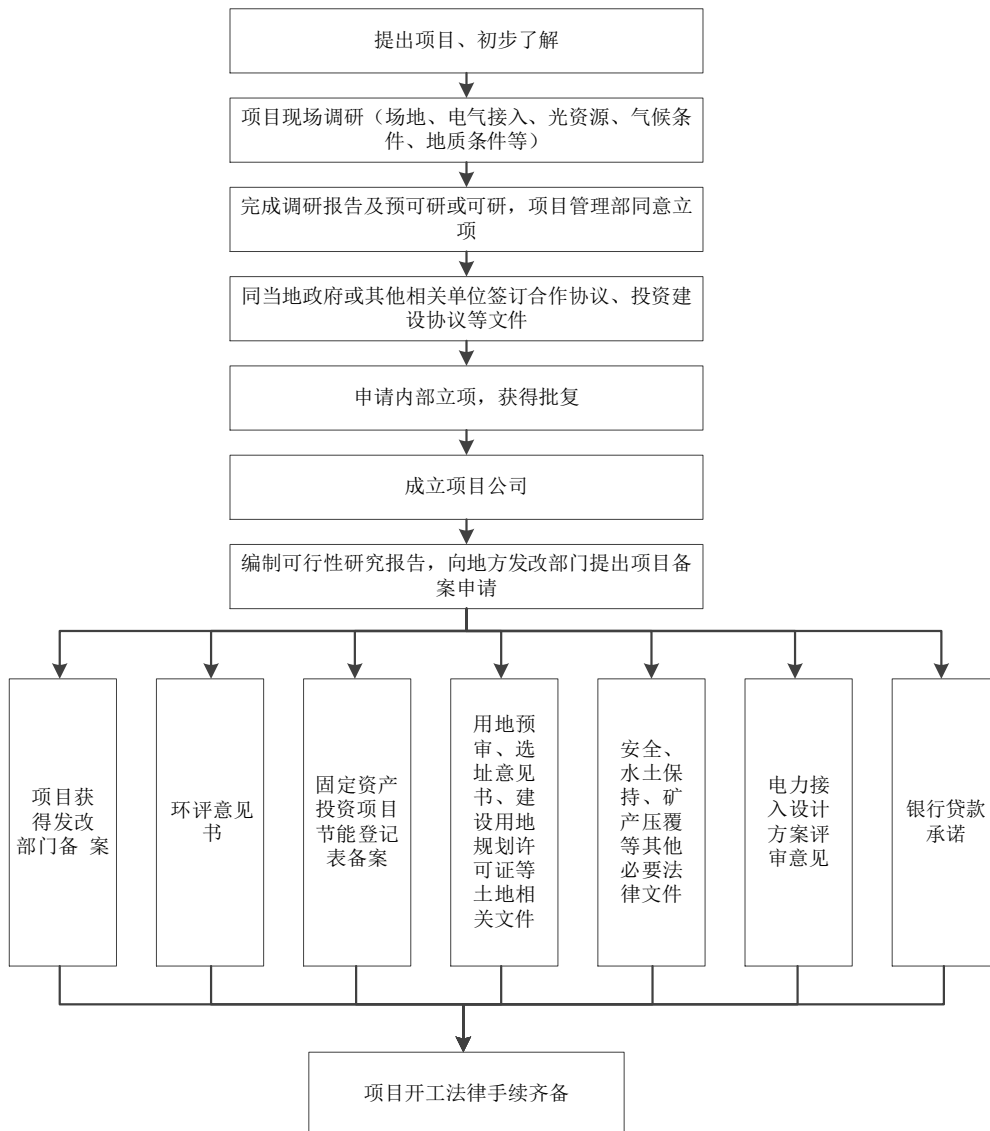 提出项目、初步了解
项目现场调研（场地、电气接入、光资源、气候条
件、地质条件等）
完成调研报告及预可研或可研，项目管理部同意立
项
同当地政府或其他相关单位签订合作协议、投资建
设协议等文件
申请内部立项，获得批复
成立项目公司
编制可行性研究报告，向地方发改部门提出项目备
案申请
项目获
得发改
部门备 案
环评意见
书
固定资产
投资项目
节能登记
表备案
用地预
审、选
址意见
书、建
设用地
规划许
可证等
土地相
关文件
安全、
水土保
持、矿
产压覆
等其他
必要法
律文件
电力接
入设计
方案评
审意见
银行贷款
承诺
项目开工法律手续齐备